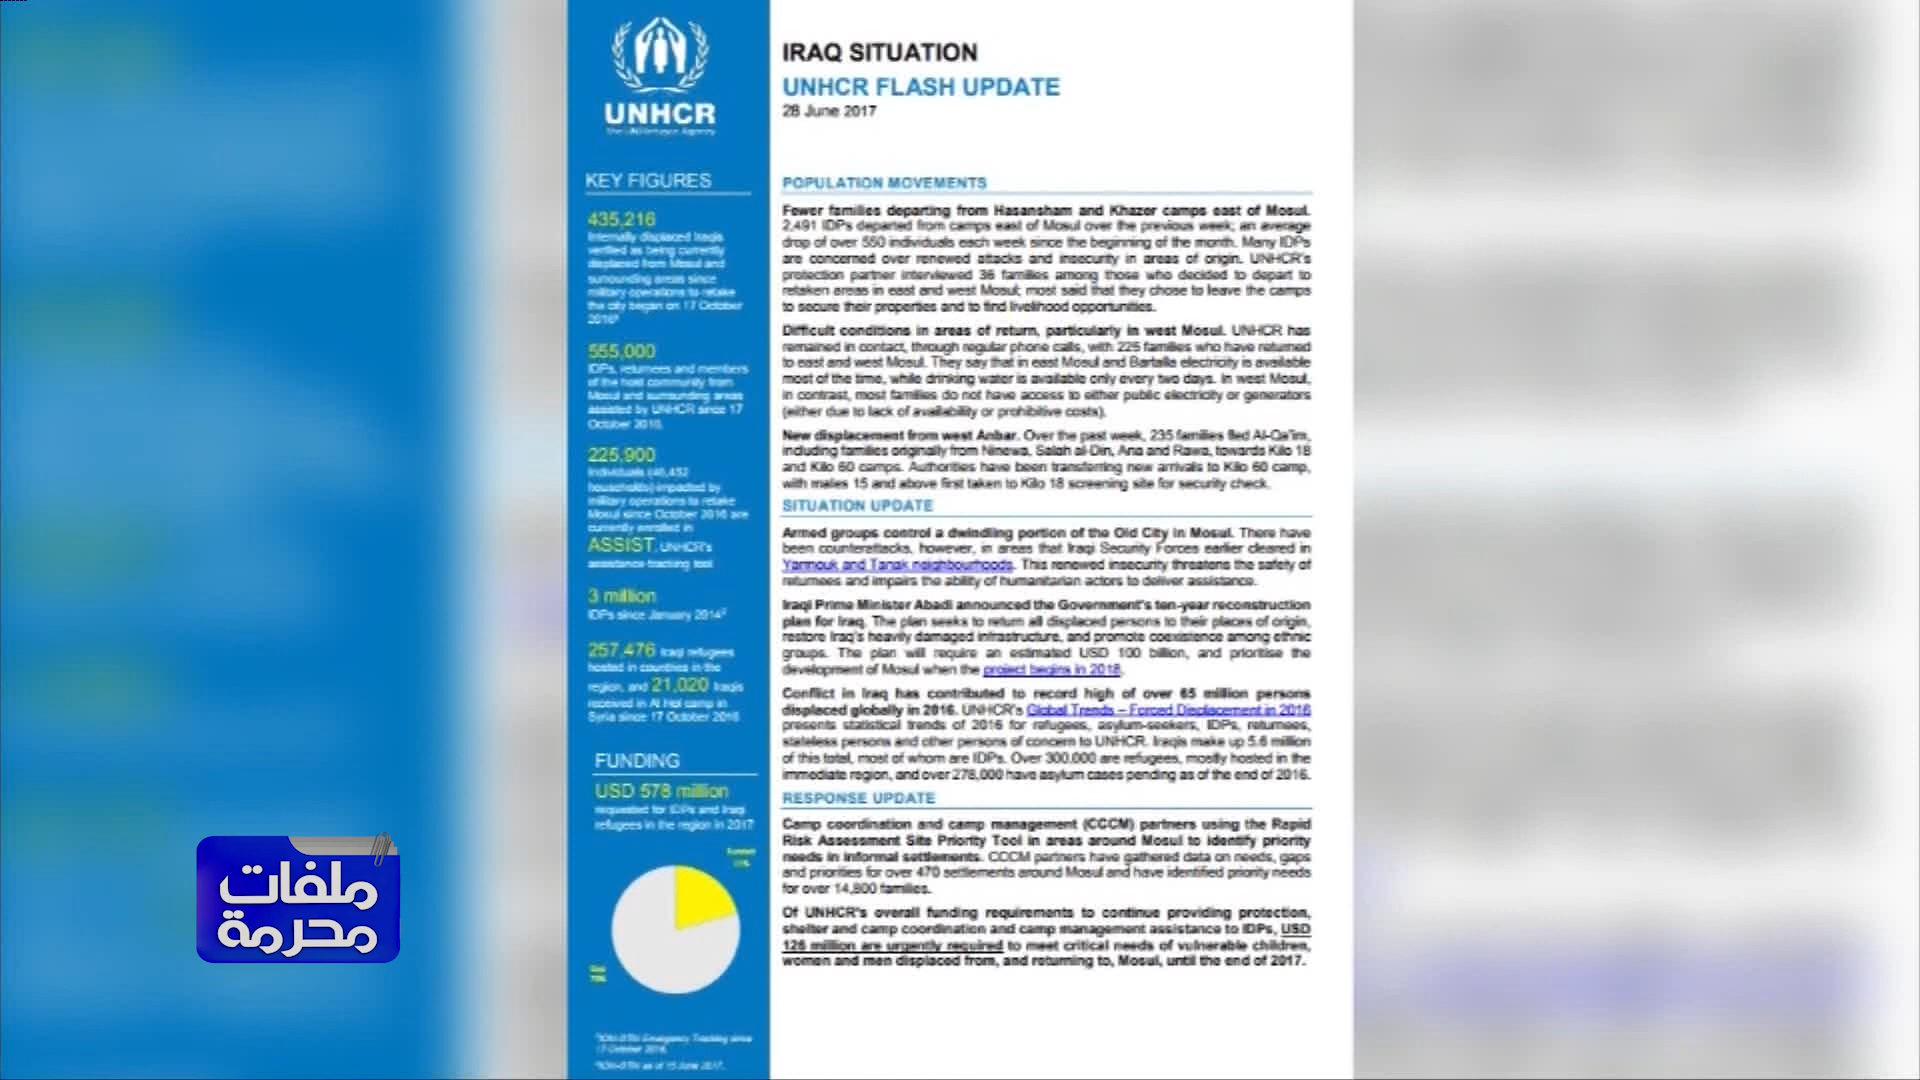 UNHCR
The UN Refugee Agency
KEY FIGURES
435,216
Internally displaced Iraqis
verified as being currently
displaced from Mosul and
surrounding areas since
military operations to retake
the city began on 17 October
2016¹
555,000
IDPs, returnees and members
of the host community from
Mosul and surrounding areas
assisted by UNHCR since 17
October 2016.
225,900
individuals
households) impacted by
military operations to retake
Mosul since October 2016 are
currently enrolled in
ASSIST, UNHCR's
assistance tracking tool
3 million
IDPs since January 2014²
257,476 Iraqi refugees
hosted in countries in the
region, and 21,020 Iraqis
received in Al Hol camp in
Syria since 17 October 2016
FUNDING
USD 578 million
requested for IDPs and Iraqi
refugees in the region in 2017
Funded
¹IOM-DTM Emergency Tracking since
17 October 2016.
²IOM-DTM as of 15 June 2017.
IRAQ SITUATION
UNHCR FLASH UPDATE
28 June 2017
POPULATION MOVEMENTS
Fewer families departing from Hasansham and Khazer camps east of Mosul.
2,491 IDPs departed from camps east of Mosul over the previous week; an average
drop of over 550 individuals each week since the beginning of the month. Many IDPs
are concerned over renewed attacks and insecurity in areas of origin. UNHCR's
protection partner interviewed 36 families among those who decided to depart to
retaken areas in east and west Mosul; most said that they chose to leave the camps
to secure their properties and to find livelihood opportunities.
Difficult conditions in areas of return, particularly in west Mosul. UNHCR has
remained in contact, through regular phone calls, with 225 families who have returned
to east and west Mosul. They say that in east Mosul and Bartalla electricity is available
most of the time, while drinking water is available only every two days. In west Mosul,
in contrast, most families do not have access to either public electricity or generators
(either due to lack of availability or prohibitive costs).
New displacement from west Anbar. Over the past week, 235 families fled Al-Qa'im,
including families originally from Ninewa, Salah al-Din, Ana and Rawa, towards Kilo 18
and Kilo 60 camps. Authorities have been transferring new arrivals to Kilo 60 camp,
with males 15 and above first taken to Kilo 18 screening site for security check.
SITUATION UPDATE
Armed groups control a dwindling portion of the Old City in Mosul. There have
been counterattacks, however, in areas that Iraqi Security Forces earlier cleared in
Yarmouk and Tanak neighbourhoods. This renewed insecurity threatens the safety of
returnees and impairs the ability of humanitarian actors to deliver assistance.
Iraqi Prime Minister Abadi announced the Government's ten-year reconstruction
plan for Iraq. The plan seeks to return all displaced persons to their places of origin,
restore Iraq's heavily damaged infrastructure, and promote coexistence among ethnic
groups. The plan will require an estimated USD 100 billion, and prioritise the
development of Mosul when the project begins in 2018.
Conflict in Iraq has contributed to record high of over 65 million persons
displaced globally in 2016. UNHCR's Global Trends – Forced Displacement in 2016
presents statistical trends of 2016 for refugees, asylum-seekers, IDPs, returnees,
stateless persons and other persons of concern to UNHCR. Iraqis make up 5.6 million
of this total, most of whom are IDPs. Over 300,000 are refugees, mostly hosted in the
immediate region, and over 278,000 have asylum cases pending as of the end of 2016.
RESPONSE UPDATE
Camp coordination and camp management (CCCM) partners using the Rapid
Risk Assessment Site Priority Tool in areas around Mosul to identify priority
needs in informal settlements. CCCM partners have gathered data on needs, gaps
and priorities for over 470 settlements around Mosul and have identified priority needs
for over 14,800 families.
Of UNHCR's overall funding requirements to continue providing protection,
shelter and camp coordination and camp management assistance to IDPs, USD
126 million are urgently required to meet critical needs of vulnerable children,
women and men displaced from, and returning to, Mosul, until the end of 2017.
ملفات
محرمة